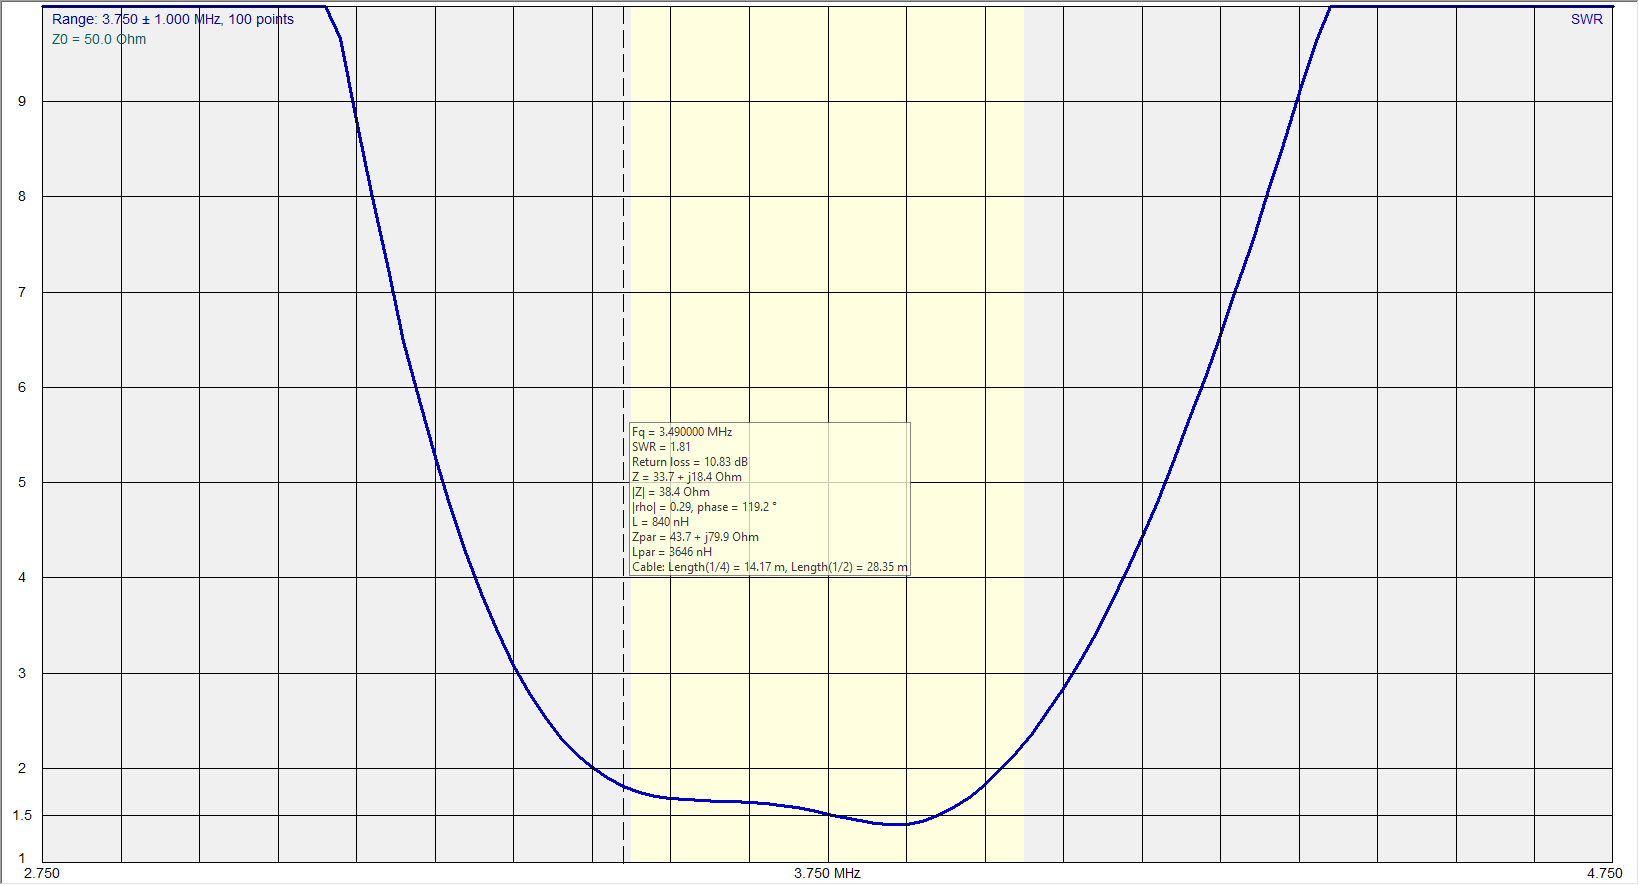 Range: 3.750 ± 1.000 MHz, 100 points
SWR
Z0 = 50.0 Ohm
9
8
7
6
5
4
3
2
1.5
1
Fq = 3.490000 MHz
SWR = 1.81
Return loss = 10.83 dB
Z = 33.7 + j18.4 Ohm
|Z| = 38.4 Ohm
|rho| = 0.29, phase = 119.2 °
L = 840 nH
Zpar = 43.7 + j79.9 Ohm
Lpar = 3646 nH
Cable: Length(1/4) = 14.17 m, Length(1/2) = 28.35 m
2.750
3.750 MHz
4.750